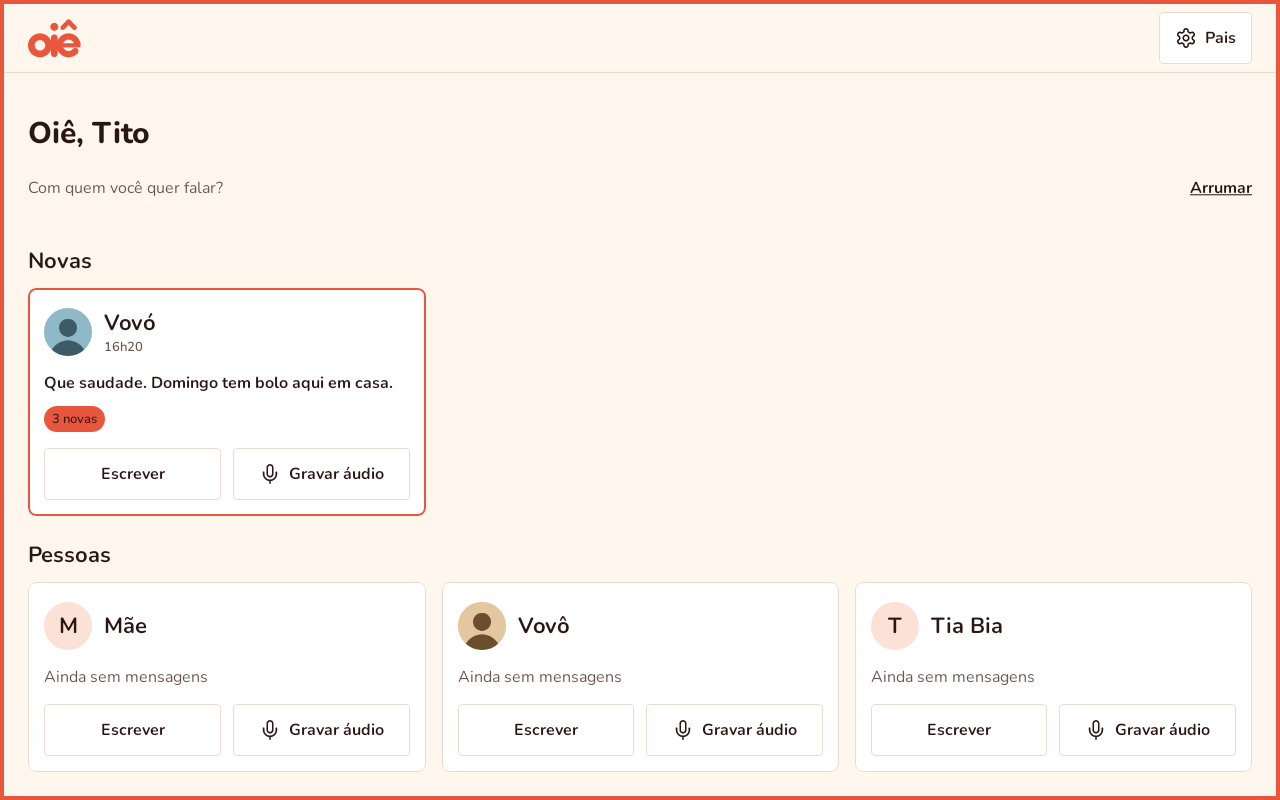 oiê
Pais
Oiê, Tito
Com quem você quer falar?
Arrumar
Novas
Vovó
16h20
Que saudade. Domingo tem bolo aqui em casa.
3 novas
Escrever
Gravar áudio
Pessoas
M
Mãe
Ainda sem mensagens
Escrever
Gravar áudio
Vovô
Ainda sem mensagens
Escrever
Gravar áudio
T
Tia Bia
Ainda sem mensagens
Escrever
Gravar áudio